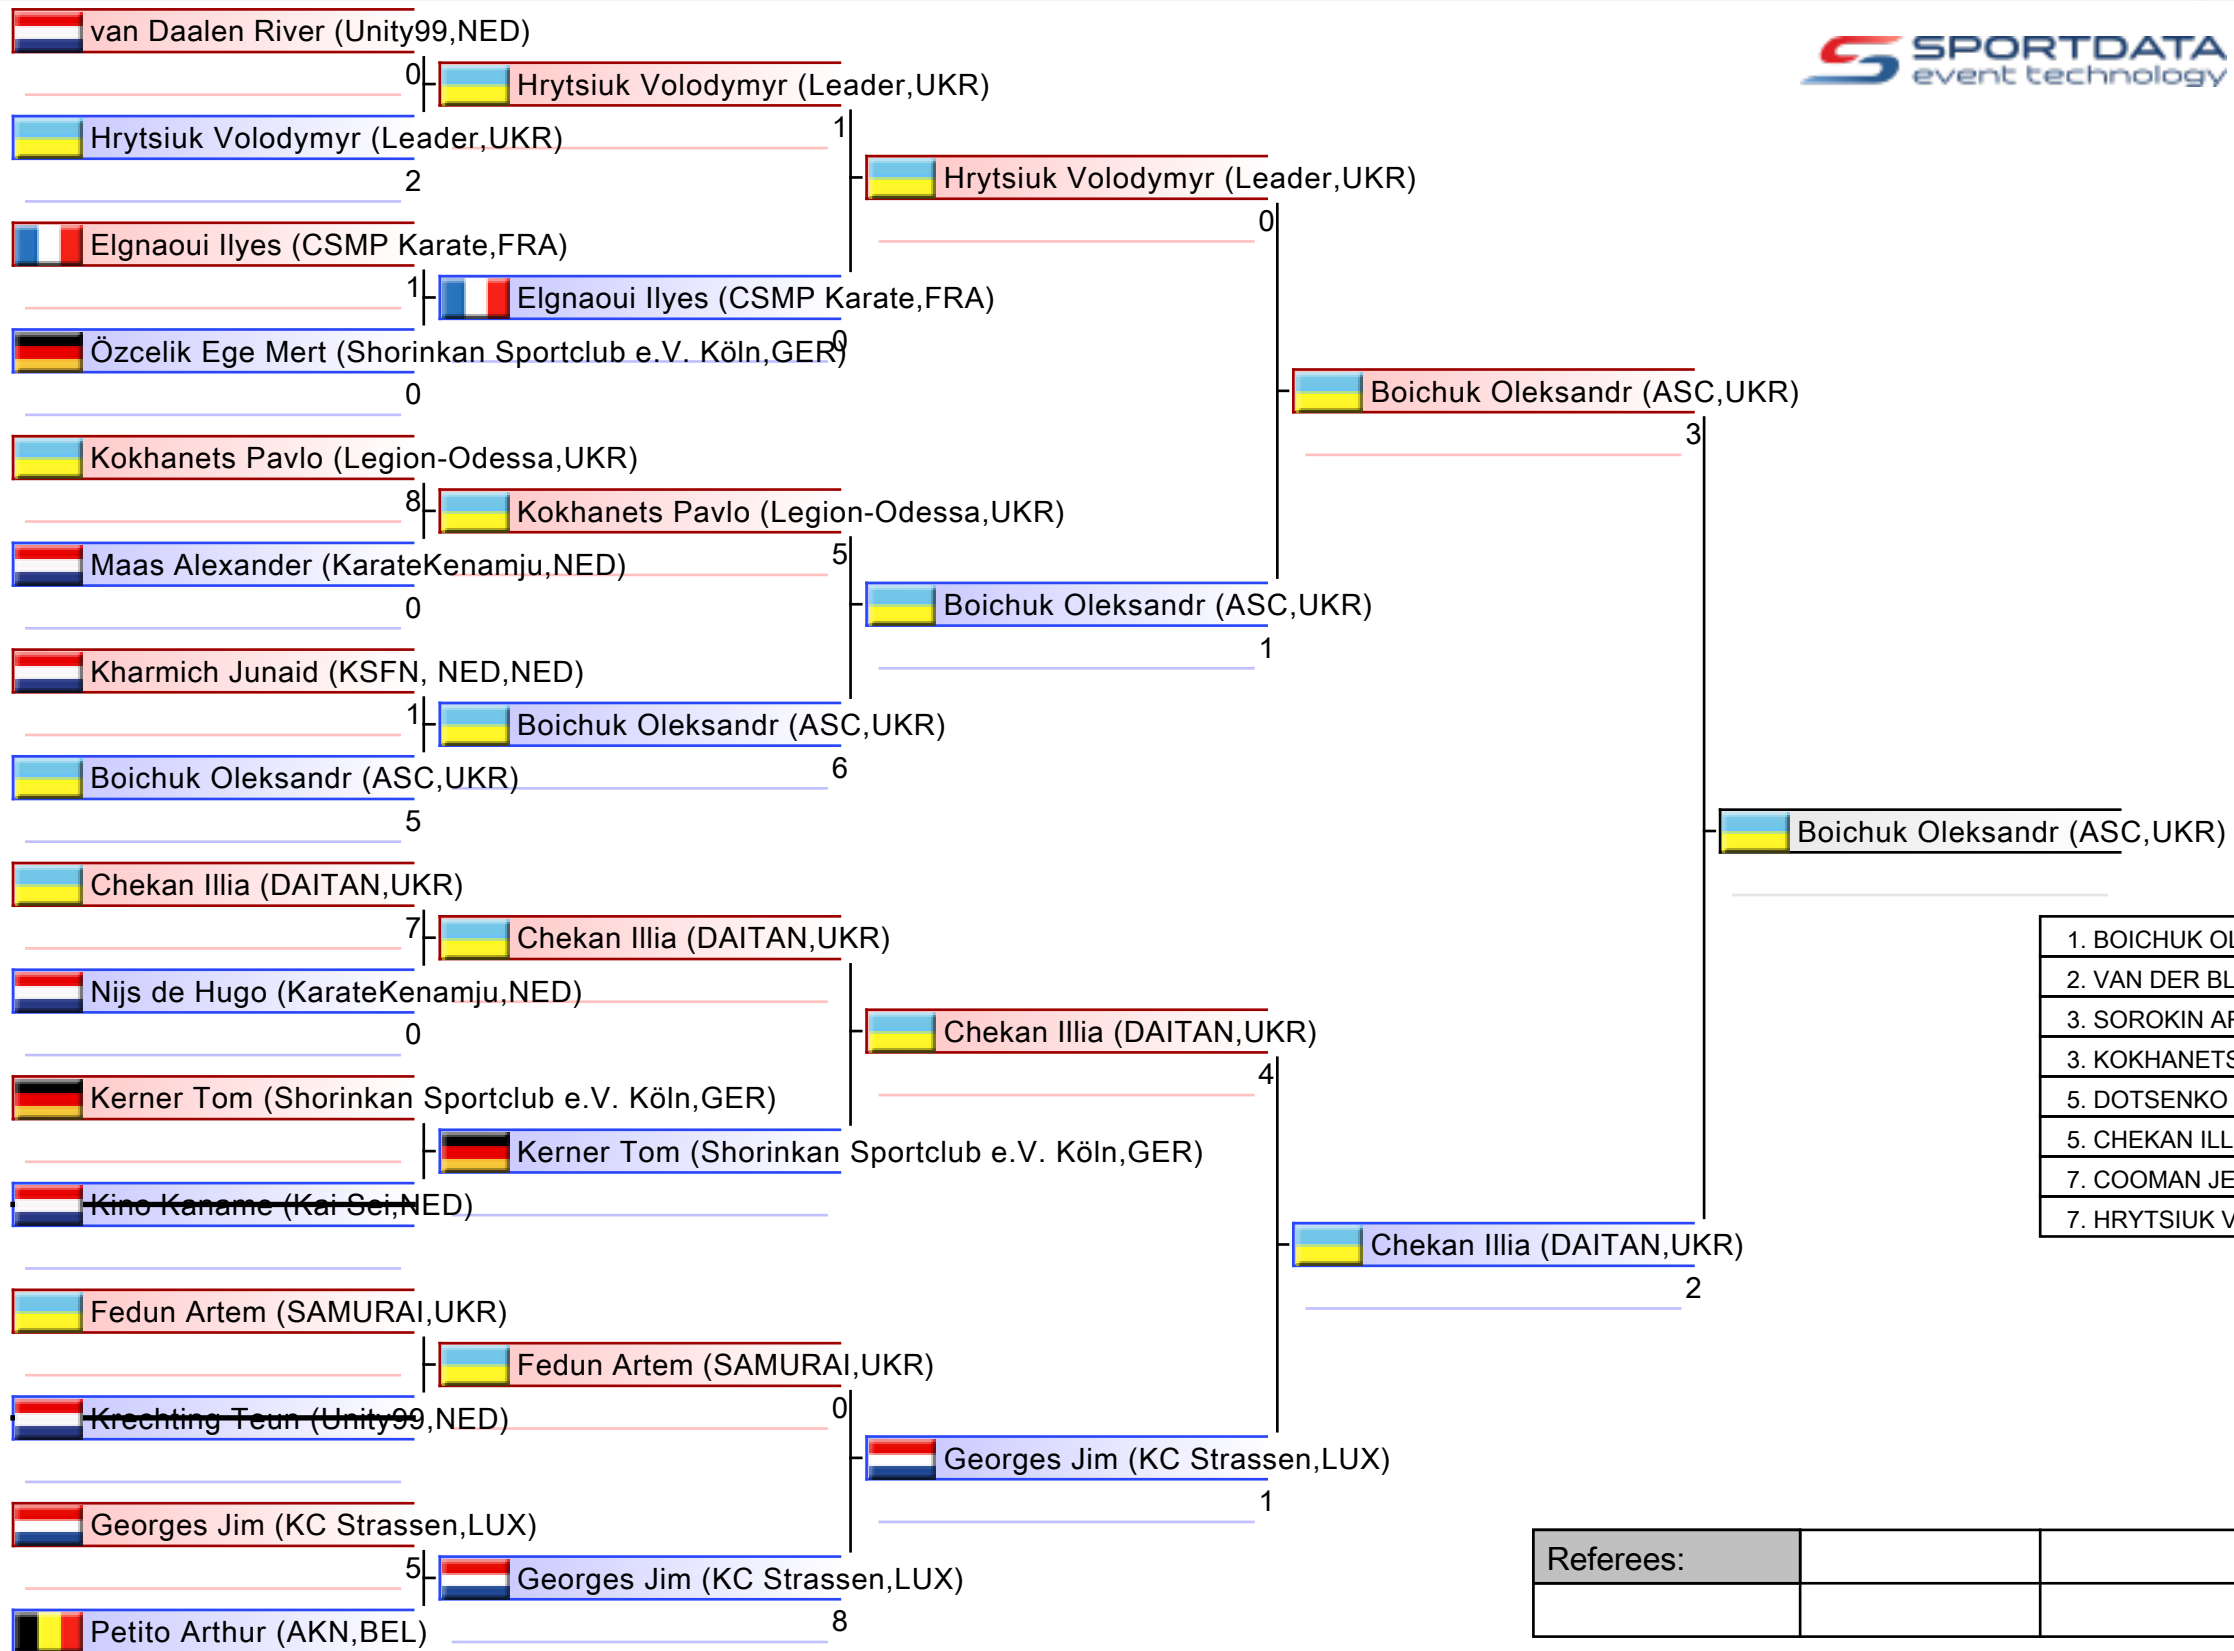 SPORTDATA
event technology
van Daalen River (Unity99,NED)
0
Hrytsiuk Volodymyr (Leader,UKR)
2
Elgnaoui Ilyes (CSMP Karate,FRA)
1
Özcelik Ege Mert (Shorinkan Sportclub e.V. Köln,GER)
0
Kokhanets Pavlo (Legion-Odessa,UKR)
8
Maas Alexander (KarateKenamju,NED)
0
Kharmich Junaid (KSFN, NED,NED)
1
Boichuk Oleksandr (ASC,UKR)
5
Chekan Illia (DAITAN,UKR)
7
Nijs de Hugo (KarateKenamju,NED)
0
Kerner Tom (Shorinkan Sportclub e.V. Köln,GER)
Kino Kaname (Kai Sei,NED)
Fedun Artem (SAMURAI,UKR)
Krechting Teun (Unity99,NED)
Georges Jim (KC Strassen,LUX)
5
Petito Arthur (AKN,BEL)
Hrytsiuk Volodymyr (Leader,UKR)
1
Elgnaoui Ilyes (CSMP Karate,FRA)
0
Kokhanets Pavlo (Legion-Odessa,UKR)
5
Boichuk Oleksandr (ASC,UKR)
6
Chekan Illia (DAITAN,UKR)
Kerner Tom (Shorinkan Sportclub e.V. Köln,GER)
Fedun Artem (SAMURAI,UKR)
0
Georges Jim (KC Strassen,LUX)
8
Hrytsiuk Volodymyr (Leader,UKR)
0
Boichuk Oleksandr (ASC,UKR)
1
Chekan Illia (DAITAN,UKR)
4
Georges Jim (KC Strassen,LUX)
1
Boichuk Oleksandr (ASC,UKR)
3
Chekan Illia (DAITAN,UKR)
2
Boichuk Oleksandr (ASC,UKR)
1. BOICHUK OL
2. VAN DER BL
3. SOROKIN AR
3. KOKHANETS
5. DOTSENKO
5. CHEKAN ILL
7. COOMAN JE
7. HRYTSIUK V
Referees: